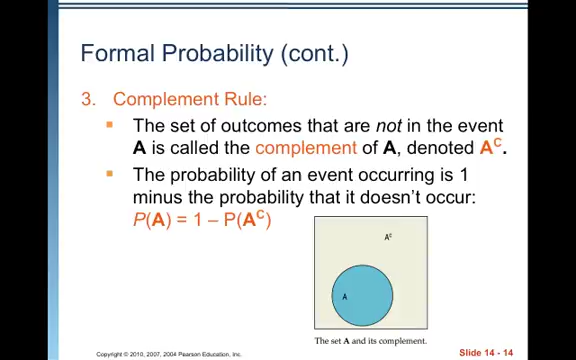 Formal Probability (cont.)
3. Complement Rule:
▪ The set of outcomes that are not in the event
A is called the complement of A, denoted Aᶜ.
▪ The probability of an event occurring is 1
minus the probability that it doesn't occur:
P(A) = 1 – P(Aᶜ)
Aᶜ
A
The set A and its complement.
Copyright © 2010, 2007, 2004 Pearson Education, Inc.
Slide 14 - 14